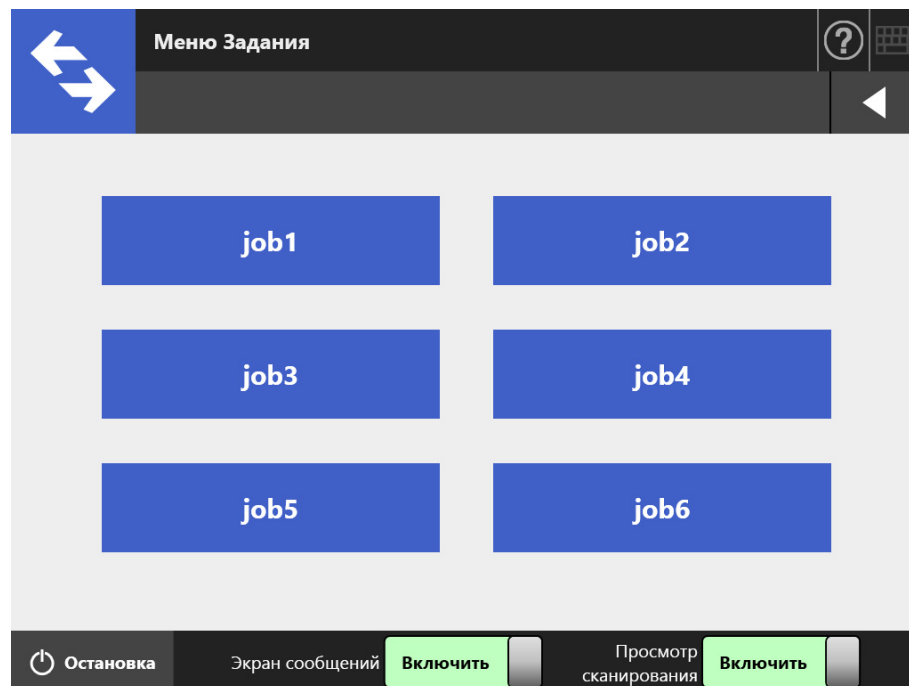 Меню Задания
job1
job2
job3
job4
job5
job6
Остановка
Экран сообщений
Включить
Просмотр
сканирования
Включить